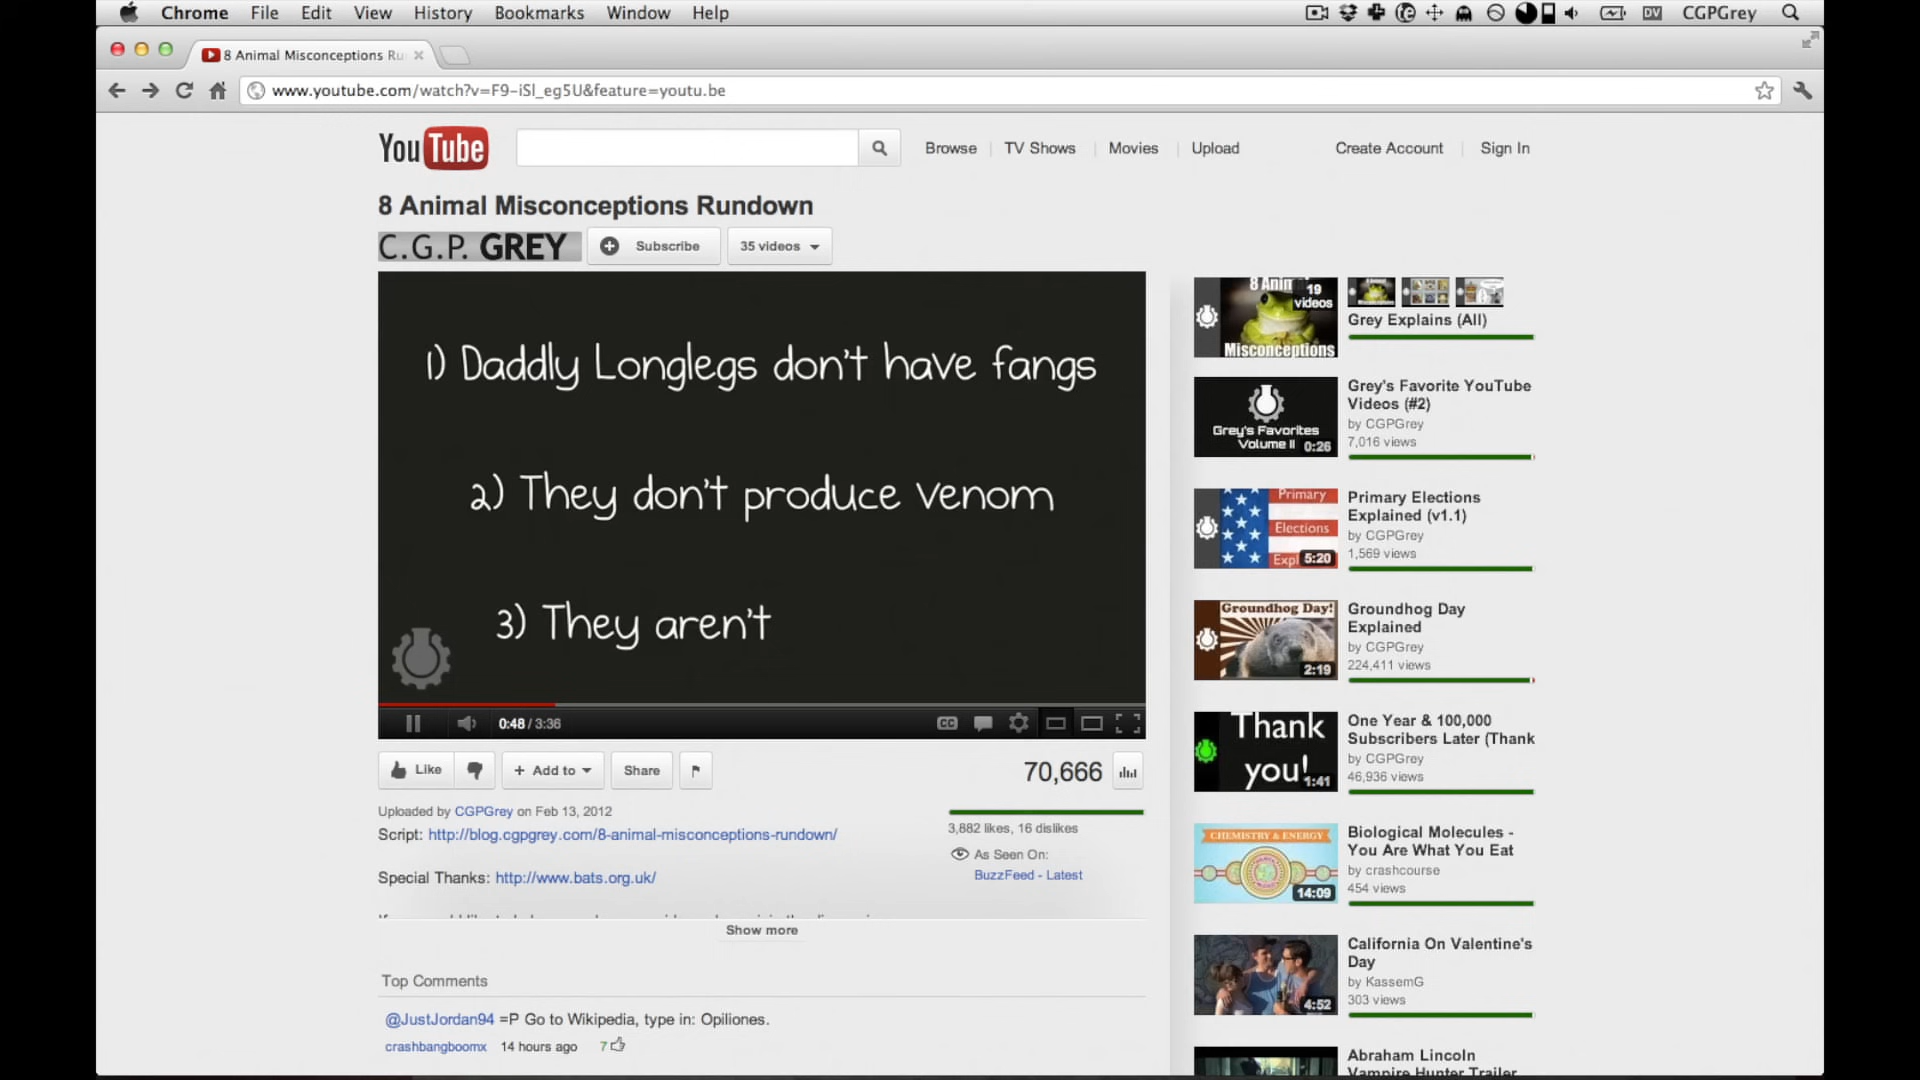 Chrome File Edit View History Bookmarks Window Help
DV CGPGrey
8 Animal Misconceptions Ru
www.youtube.com/watch?v=F9-iSl_eg5U&feature=youtu.be
YouTube
Browse TV Shows Movies Upload Create Account Sign In
8 Animal Misconceptions Rundown
C.G.P. GREY Subscribe 35 videos
1) Daddly Longlegs don't have fangs
2) They don't produce venom
3) They aren't
0:48 / 3:36
CC
Like Add to Share 70,666
Uploaded by CGPGrey on Feb 13, 2012
Script: http://blog.cgpgrey.com/8-animal-misconceptions-rundown/
Special Thanks: http://www.bats.org.uk/
3,882 likes, 16 dislikes
As Seen On:
BuzzFeed - Latest
Show more
Top Comments
@JustJordan94 =P Go to Wikipedia, type in: Opiliones.
crashbangboomx 14 hours ago 7
19
videos
Misconceptions
Grey Explains (All)
Grey's Favorites
Volume II 0:26
Grey's Favorite YouTube
Videos (#2)
by CGPGrey
7,016 views
Primary
Elections
Expl 5:20
Primary Elections
Explained (v1.1)
by CGPGrey
1,569 views
Groundhog Day!
2:19
Groundhog Day
Explained
by CGPGrey
224,411 views
Thank
you! 1:41
One Year & 100,000
Subscribers Later (Thank
by CGPGrey
46,936 views
CHEMISTRY & ENERGY
14:09
Biological Molecules -
You Are What You Eat
by crashcourse
454 views
4:52
California On Valentine's
Day
by KassemG
303 views
Abraham Lincoln
Vampire Hunter Trailer